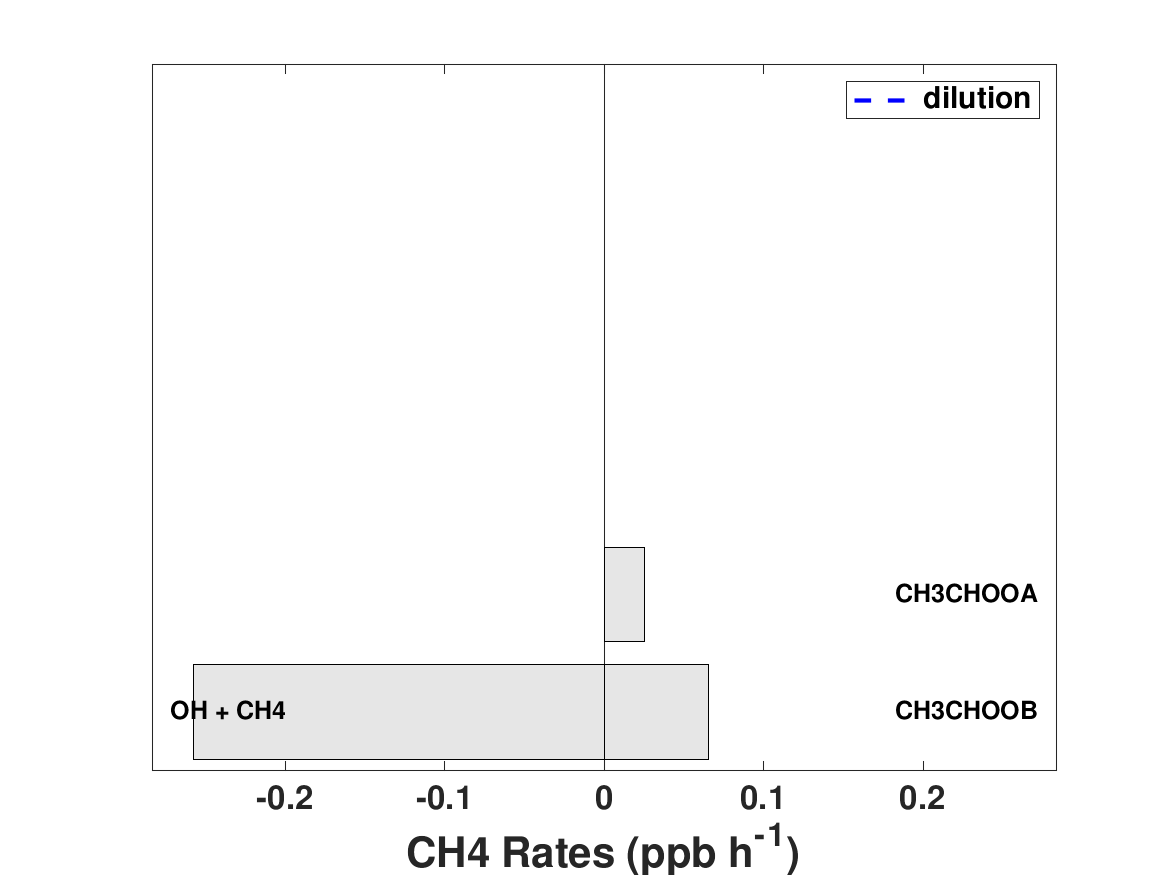 dilution
CH3CHOOA
OH + CH4
CH3CHOOB
-0.2
-0.1
0
0.1
0.2
CH4 Rates (ppb h-1)